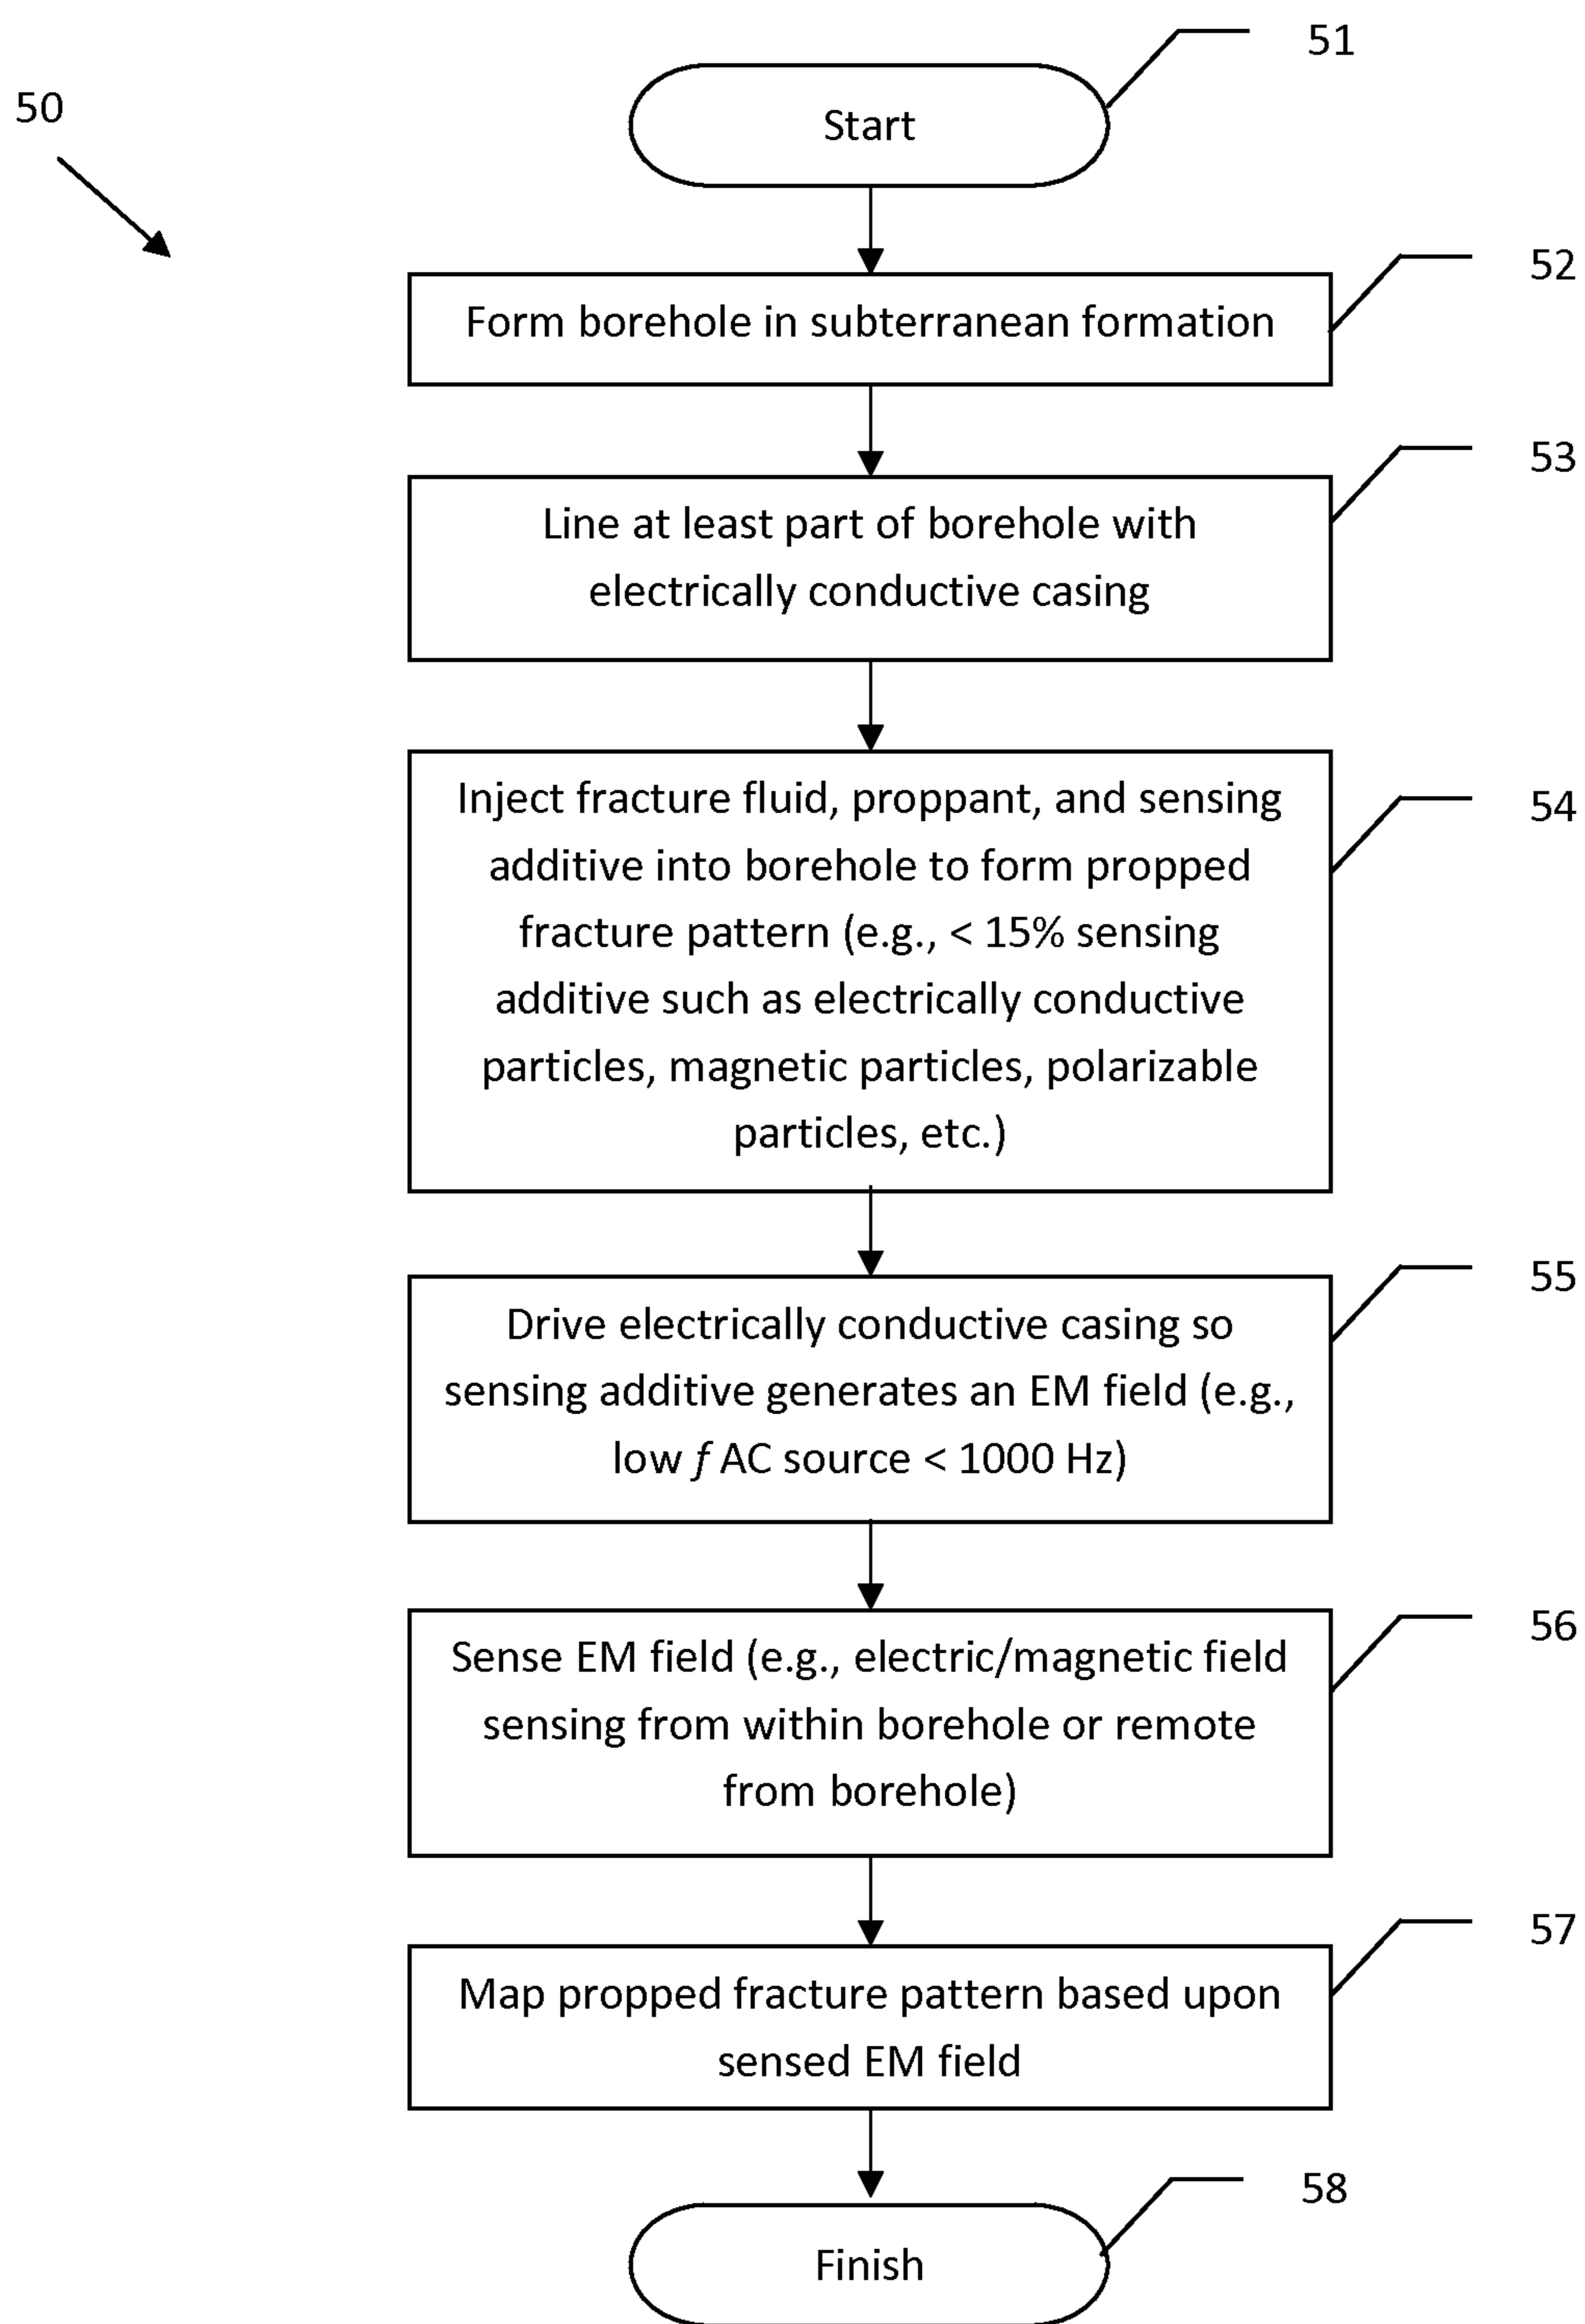 51
50
Start
52
Form borehole in subterranean formation
53
Line at least part of borehole with
electrically conductive casing
54
Inject fracture fluid, proppant, and sensing
additive into borehole to form propped
fracture pattern (e.g., < 15% sensing
additive such as electrically conductive
particles, magnetic particles, polarizable
particles, etc.)
55
Drive electrically conductive casing so
sensing additive generates an EM field (e.g.,
low f AC source < 1000 Hz)
56
Sense EM field (e.g., electric/magnetic field
sensing from within borehole or remote
from borehole)
57
Map propped fracture pattern based upon
sensed EM field
58
Finish